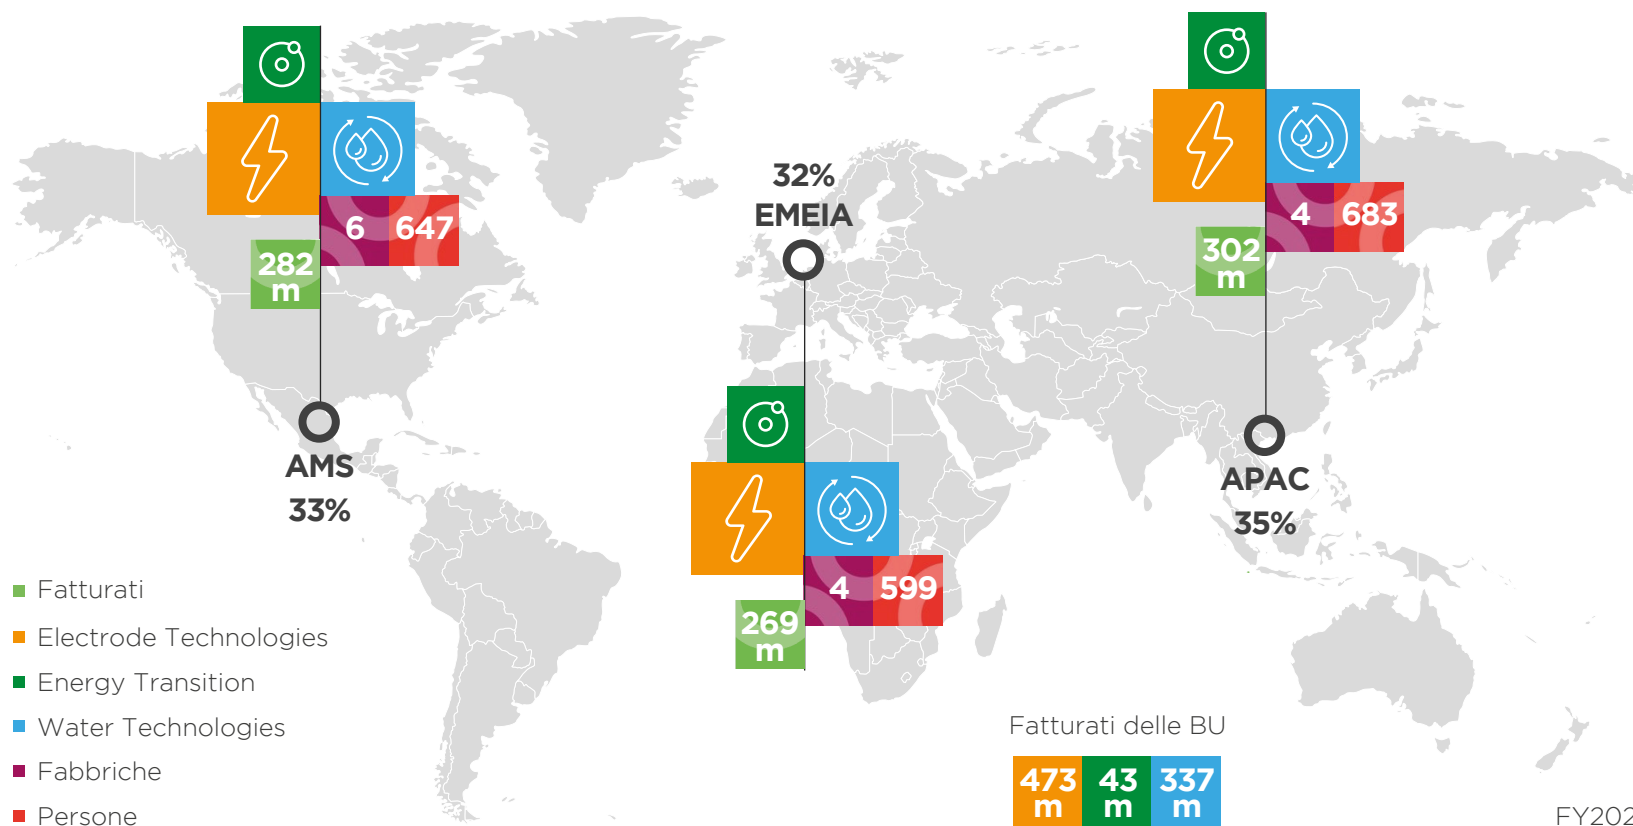 6
647
282
m
AMS
33%
32%
EMEIA
4
599
269
m
4
683
302
m
APAC
35%
Fatturati
Electrode Technologies
Energy Transition
Water Technologies
Fabbriche
Persone
Fatturati delle BU
473
m
43
m
337
m
FY202